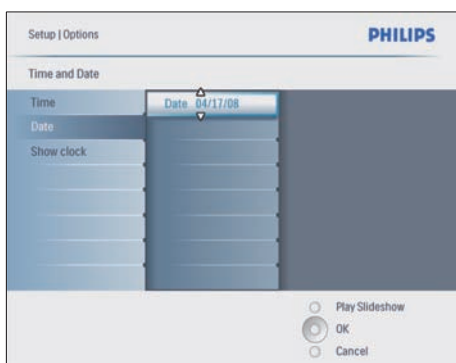 Setup | Options
PHILIPS
Time and Date
Time
Date 04/17/08
Date
Show clock
Play Slideshow
OK
Cancel